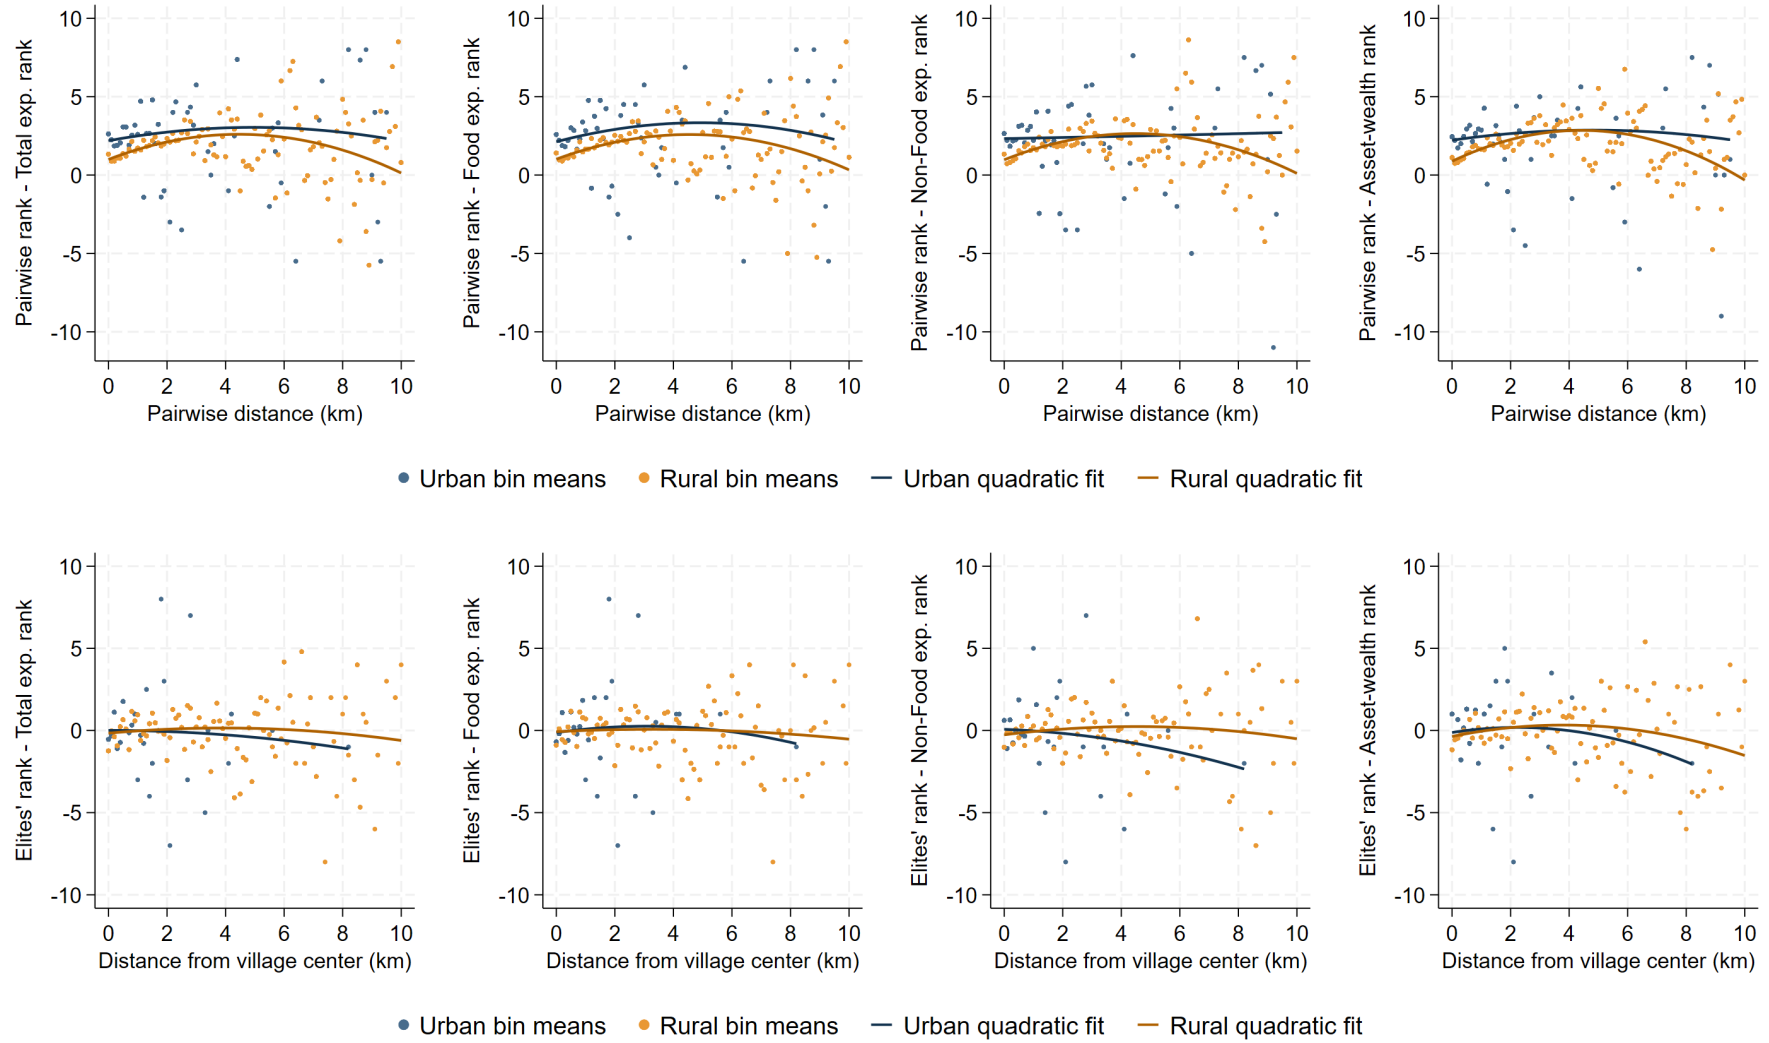 Pairwise rank - Total exp. rank
10
5
0
-5
-10
0 2 4 6 8 10
Pairwise distance (km)
Pairwise rank - Food exp. rank
10
5
0
-5
-10
0 2 4 6 8 10
Pairwise distance (km)
Pairwise rank - Non-Food exp. rank
10
5
0
-5
-10
0 2 4 6 8 10
Pairwise distance (km)
Pairwise rank - Asset-wealth rank
10
5
0
-5
-10
0 2 4 6 8 10
Pairwise distance (km)
Urban bin means Rural bin means Urban quadratic fit Rural quadratic fit
Elites' rank - Total exp. rank
10
5
0
-5
-10
0 2 4 6 8 10
Distance from village center (km)
Elites' rank - Food exp. rank
10
5
0
-5
-10
0 2 4 6 8 10
Distance from village center (km)
Elites' rank - Non-Food exp. rank
10
5
0
-5
-10
0 2 4 6 8 10
Distance from village center (km)
Elites' rank - Asset-wealth rank
10
5
0
-5
-10
0 2 4 6 8 10
Distance from village center (km)
Urban bin means Rural bin means Urban quadratic fit Rural quadratic fit